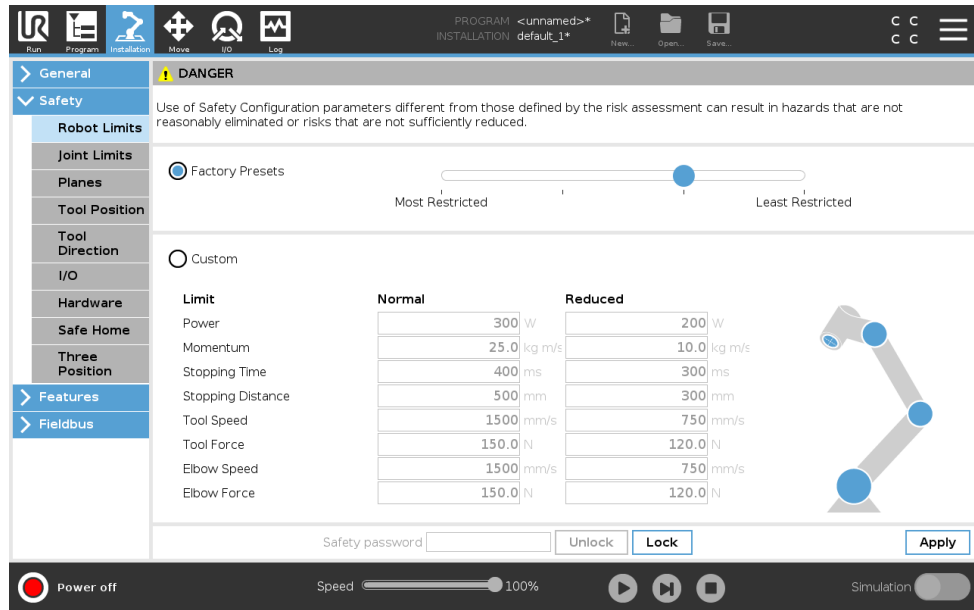 UR
PROGRAM <unnamed>*
INSTALLATION default_1*
C C
C C
Run Program Installation Move I/O Log New... Open... Save...
General
Safety
Robot Limits
Joint Limits
Planes
Tool Position
Tool
Direction
I/O
Hardware
Safe Home
Three
Position
Features
Fieldbus
DANGER
Use of Safety Configuration parameters different from those defined by the risk assessment can result in hazards that are not
reasonably eliminated or risks that are not sufficiently reduced.
Factory Presets
Most Restricted Least Restricted
Custom
Limit Normal Reduced
Power 300 W 200 W
Momentum 25.0 kg m/s 10.0 kg m/s
Stopping Time 400 ms 300 ms
Stopping Distance 500 mm 300 mm
Tool Speed 1500 mm/s 750 mm/s
Tool Force 150.0 N 120.0 N
Elbow Speed 1500 mm/s 750 mm/s
Elbow Force 150.0 N 120.0 N
Safety password Unlock Lock Apply
Power off Speed 100% Simulation